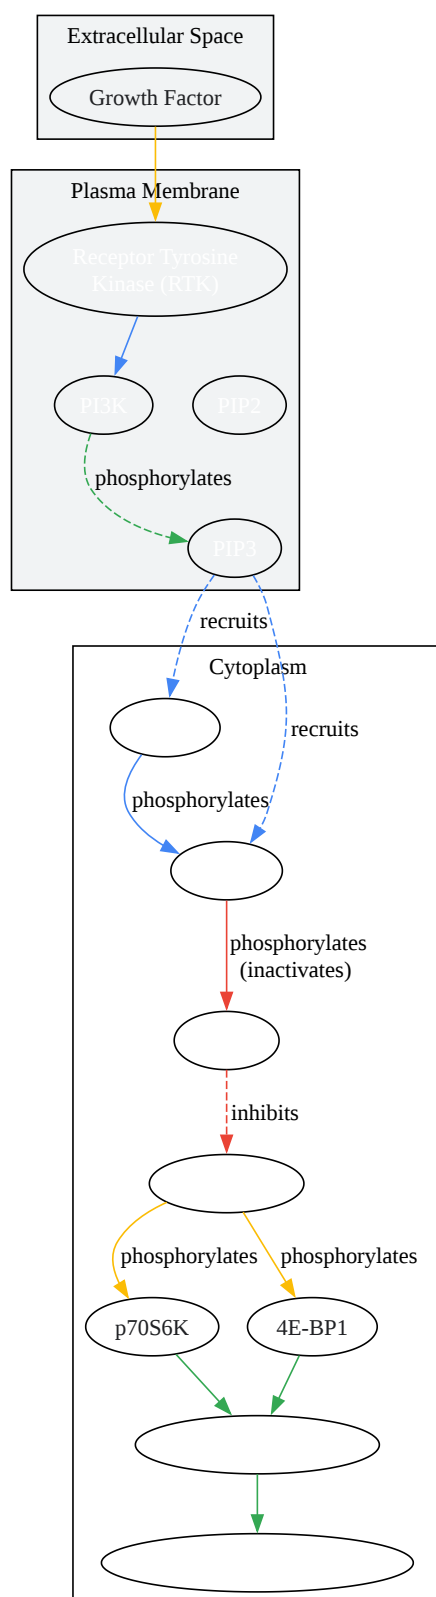 Extracellular Space
Growth Factor
Plasma Membrane
Receptor Tyrosine
Kinase (RTK)
PI3K
PIP2
phosphorylates
PIP3
recruits
Cytoplasm
recruits
phosphorylates
phosphorylates
(inactivates)
inhibits
phosphorylates
phosphorylates
p70S6K
4E-BP1